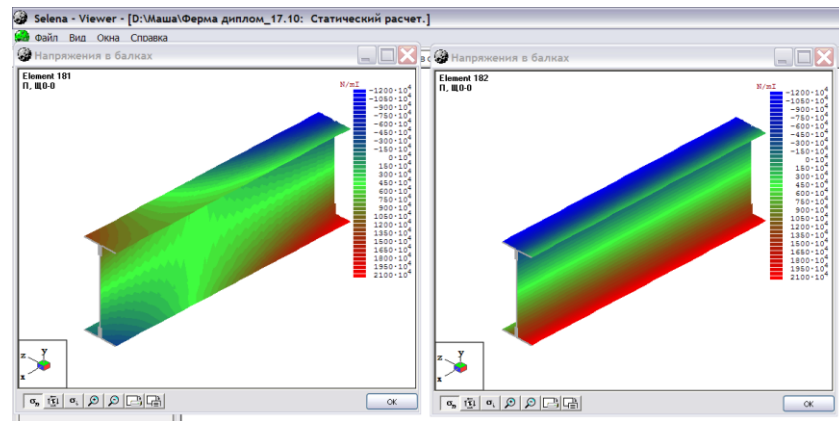 Selena - Viewer - [D:\Маша\Ферма диплом_17.10: Статический расчет.]
Файл Вид Окна Справка
Напряжения в балках
Element 181
П, Щ0-0
N/mІ
-1200·10⁴
-1050·10⁴
-900·10⁴
-750·10⁴
-600·10⁴
-450·10⁴
-300·10⁴
-150·10⁴
0·10⁴
150·10⁴
300·10⁴
450·10⁴
600·10⁴
750·10⁴
900·10⁴
1050·10⁴
1200·10⁴
1350·10⁴
1500·10⁴
1650·10⁴
1800·10⁴
1950·10⁴
2100·10⁴
z y
x
OK
Напряжения в балках
Element 182
П, Щ0-0
N/mІ
-1200·10⁴
-1050·10⁴
-900·10⁴
-750·10⁴
-600·10⁴
-450·10⁴
-300·10⁴
-150·10⁴
0·10⁴
150·10⁴
300·10⁴
450·10⁴
600·10⁴
750·10⁴
900·10⁴
1050·10⁴
1200·10⁴
1350·10⁴
1500·10⁴
1650·10⁴
1800·10⁴
1950·10⁴
2100·10⁴
z y
x
OK